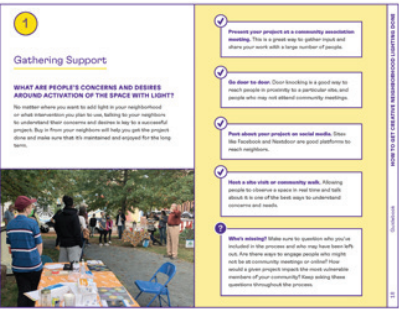 1
Gathering Support
WHAT ARE PEOPLE'S CONCERNS AND DESIRES
AROUND ACTIVATION OF THE SPACE WITH LIGHT?
No matter where you want to add light in your neighborhood
or what intervention you plan to use, talking to your neighbors
to understand their concerns and desires is key to a successful
project. Buy in from your neighbors will help you get the project
done and make sure that it's maintained and enjoyed for the long
term.
Present your project at a community association
meeting. This is a great way to gather input and
share your work with a large number of people.
Go door to door. Door knocking is a good way to
reach people in proximity to a particular site, and
people who may not attend community meetings.
Post about your project on social media. Sites
like Facebook and Nextdoor are good platforms to
reach neighbors.
Host a site visit or community walk. Allowing
people to observe a space in real time and talk
about it is one of the best ways to understand
concerns and needs.
?
Who's missing? Make sure to question who you've
included in the process and who may have been left
out. Are there ways to engage people who might
not be at community meetings or online? How
would a given project impact the most vulnerable
members of your community? Keep asking these
questions throughout the process.
HOW TO GET CREATIVE NEIGHBORHOOD LIGHTING DONE
Guidebook